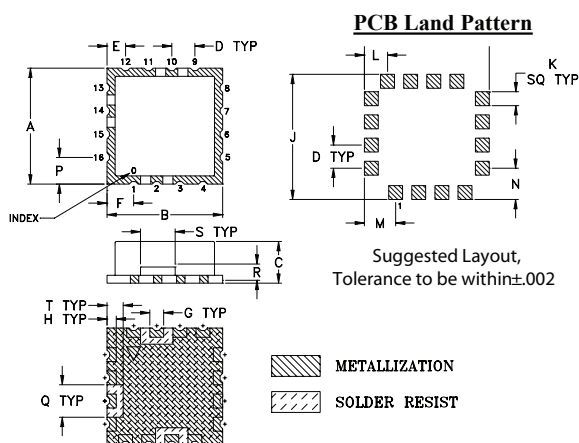 PCB Land Pattern
E
D TYP
12 11 10 9
13
14
15
16
8
7
6
5
A
P
0
1 2 3 4
F
INDEX
B
S TYP
R
C
T TYP
H TYP
G TYP
Q TYP
L
K
SQ TYP
J
D TYP
N
M
1
Suggested Layout,
Tolerance to be within±.002
METALLIZATION
SOLDER RESIST